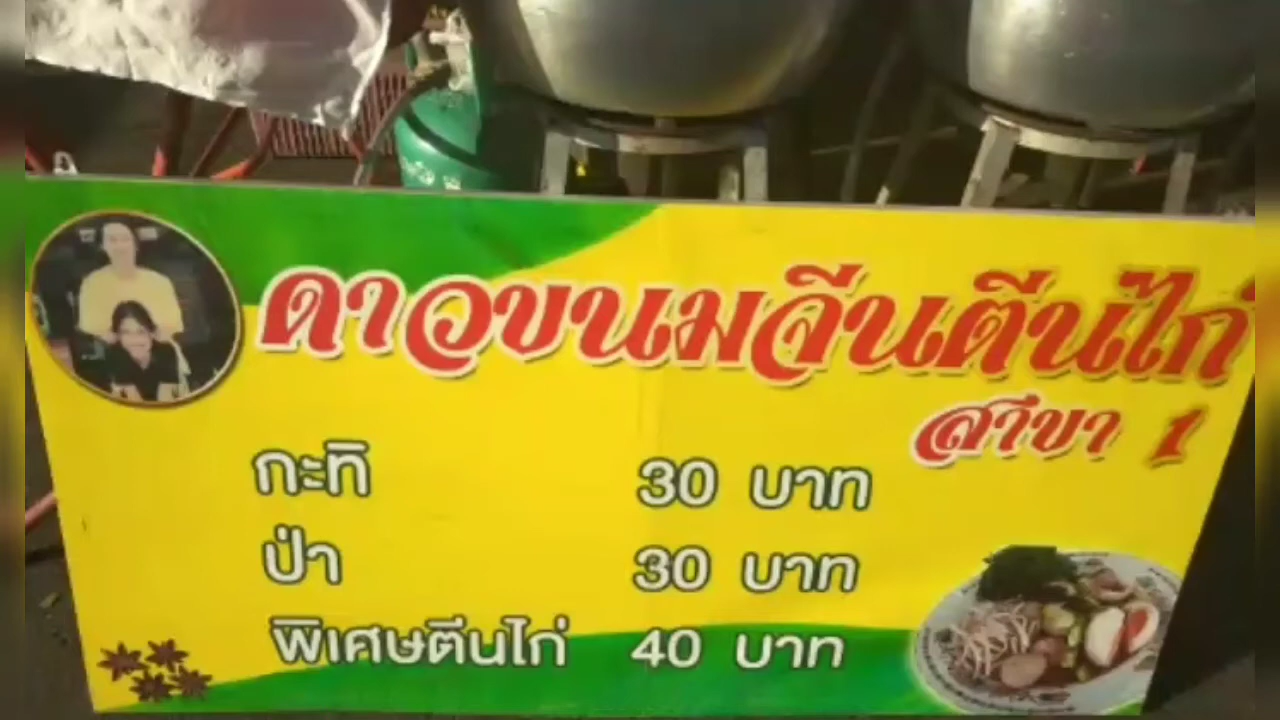 ดาวขนมจีนตีนไก่
สาขา 1
กะทิ 30 บาท
ป่า 30 บาท
พิเศษตีนไก่ 40 บาท